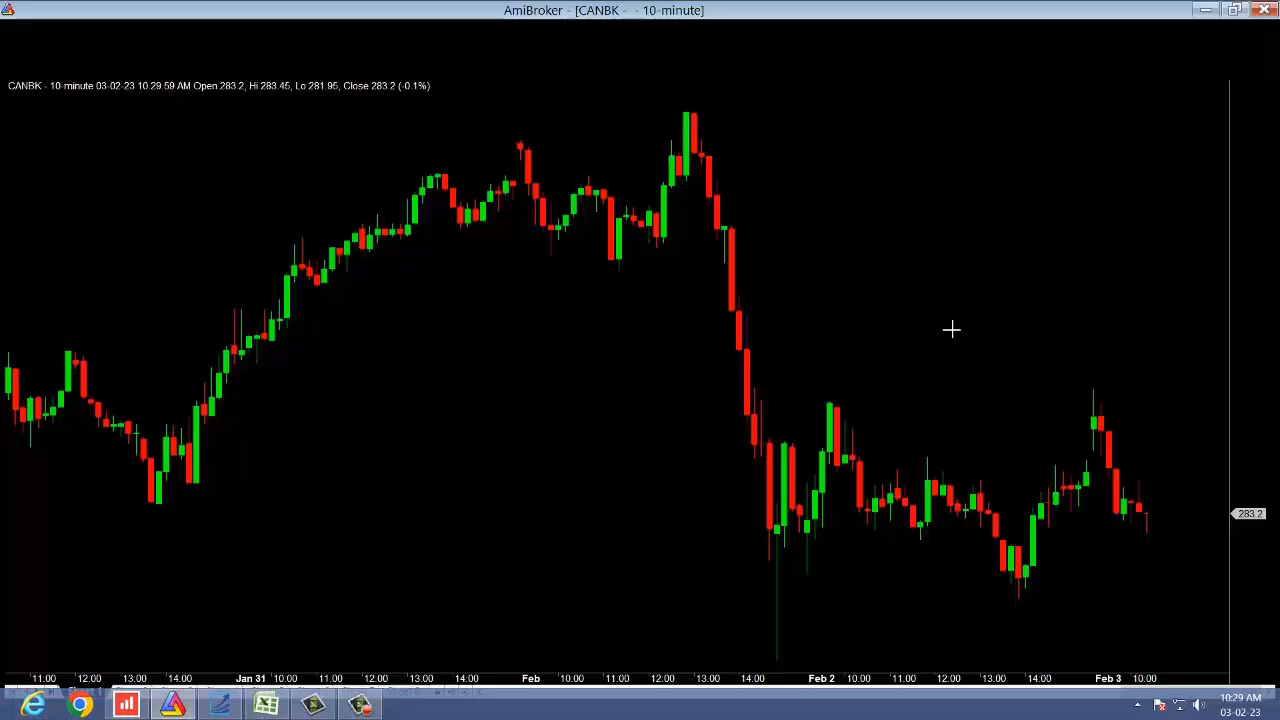 AmiBroker - [CANBK - - 10-minute]
CANBK - 10-minute 03-02-23 10:29 59 AM Open 283.2, Hi 283.45, Lo 281.95, Close 283.2 (-0.1%)
283.2
11:00 12:00 13:00 14:00 Jan 31 10:00 11:00 12:00 13:00 14:00 Feb 10:00 11:00 12:00 13:00 14:00 Feb 2 10:00 11:00 12:00 13:00 14:00 Feb 3 10:00
10:29 AM
03-02-23